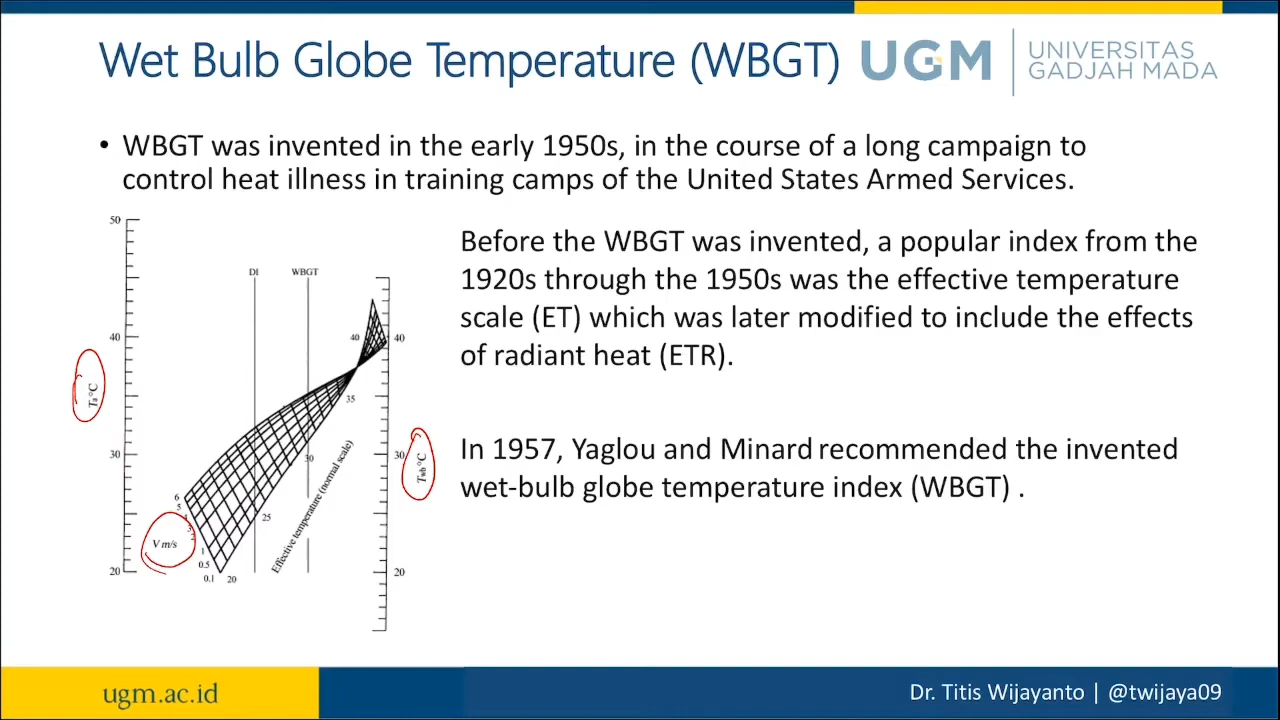 Wet Bulb Globe Temperature (WBGT)
UGM
UNIVERSITAS
GADJAH MADA
• WBGT was invented in the early 1950s, in the course of a long campaign to
control heat illness in training camps of the United States Armed Services.
50
40
30
20
Ta °C
DI
WBGT
40
35
30
25
20
6
5
4
3
1
0.5
0.1
V m/s
Effective temperature (normal scale)
40
30
20
Twb °C
Before the WBGT was invented, a popular index from the
1920s through the 1950s was the effective temperature
scale (ET) which was later modified to include the effects
of radiant heat (ETR).
In 1957, Yaglou and Minard recommended the invented
wet-bulb globe temperature index (WBGT) .
ugm.ac.id
Dr. Titis Wijayanto | @twijaya09